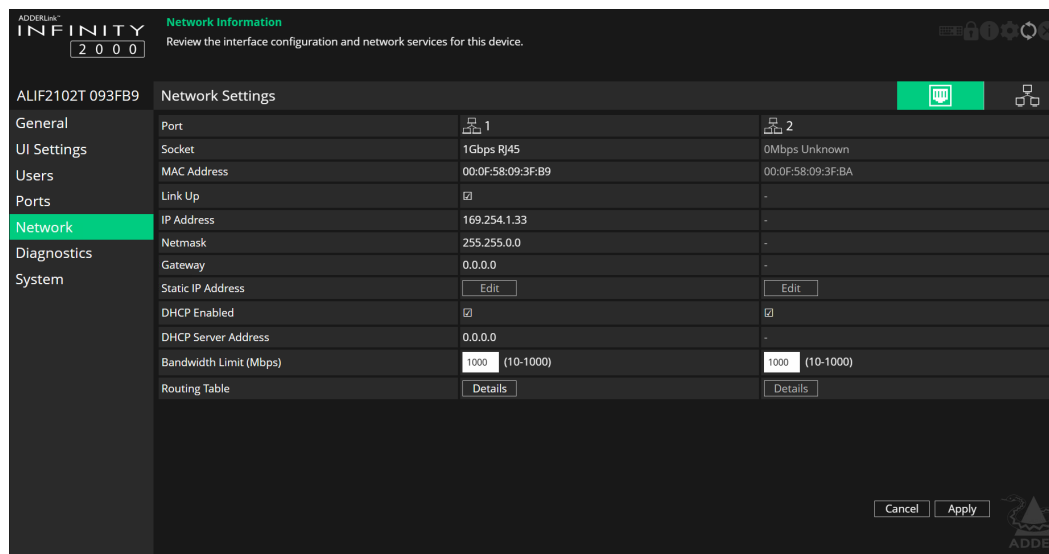 ADDERLink™
INFINITY
2000
Network Information
Review the interface configuration and network services for this device.
ALIF2102T 093FB9
Network Settings
General
UI Settings
Users
Ports
Network
Diagnostics
System
Port 1 2
Socket 1Gbps RJ45 0Mbps Unknown
MAC Address 00:0F:58:09:3F:B9 00:0F:58:09:3F:BA
Link Up ☑ -
IP Address 169.254.1.33 -
Netmask 255.255.0.0 -
Gateway 0.0.0.0 -
Static IP Address Edit Edit
DHCP Enabled ☑ ☑
DHCP Server Address 0.0.0.0 -
Bandwidth Limit (Mbps) 1000 (10-1000) 1000 (10-1000)
Routing Table Details Details
Cancel Apply
ADDE